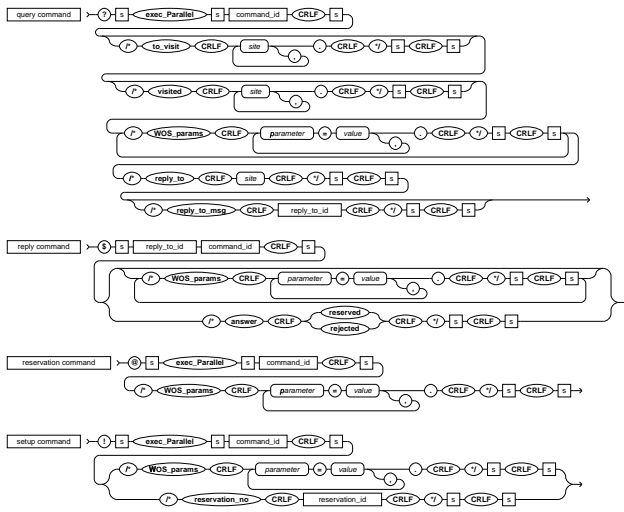 query command ? s exec_Parallel s command_id CRLF s
/* to_visit CRLF site , . CRLF */ s CRLF s
/* visited CRLF site , . CRLF */ s CRLF s
/* WOS_params CRLF parameter = value , . CRLF */ s CRLF s
/* reply_to CRLF site CRLF */ s CRLF s
/* reply_to_msg CRLF reply_to_id CRLF */ s CRLF s
reply command $ s reply_to_id command_id CRLF s
/* WOS_params CRLF parameter = value , . CRLF */ s CRLF s
/* answer CRLF reserved rejected CRLF */ s CRLF s
reservation command @ s exec_Parallel s command_id CRLF s
/* WOS_params CRLF parameter = value , . CRLF */ s CRLF s
setup command ! s exec_Parallel s command_id CRLF s
/* WOS_params CRLF parameter = value , . CRLF */ s CRLF s
/* reservation_no CRLF reservation_id CRLF */ s CRLF s